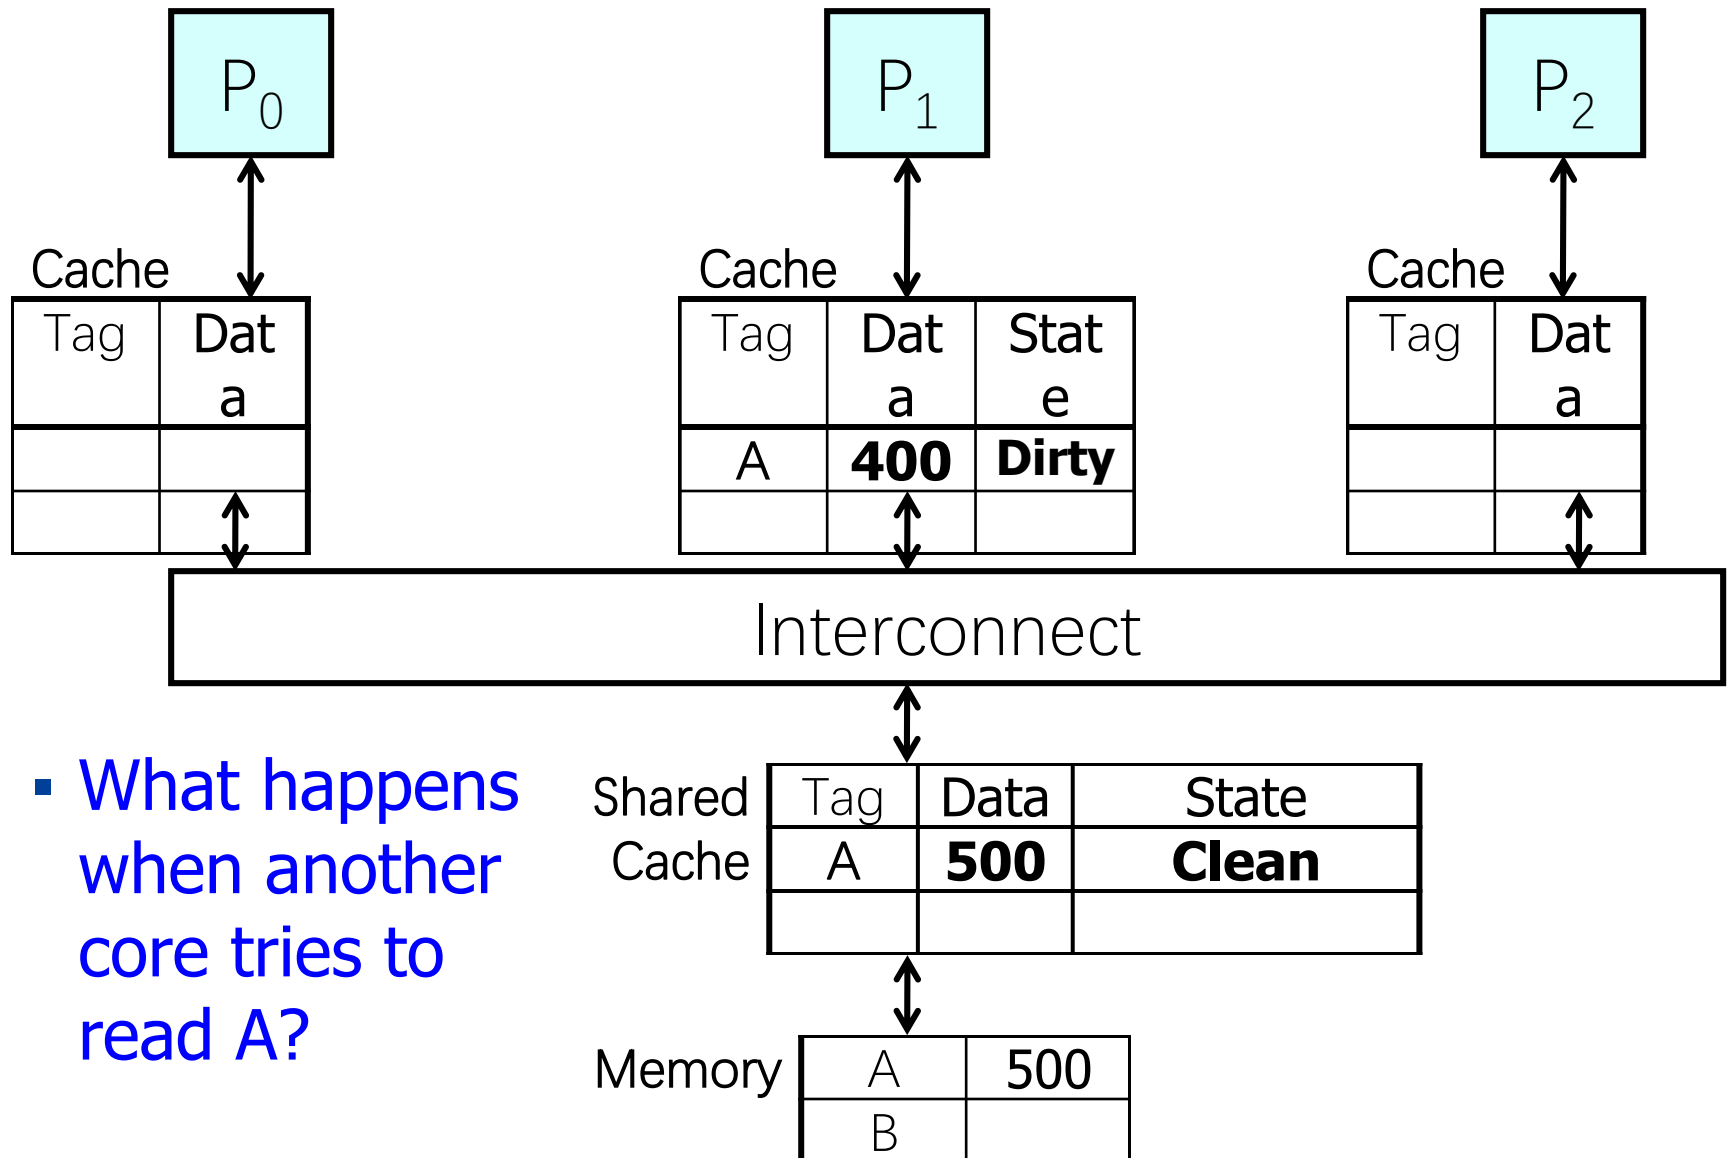 P0
P1
P2
Cache
Cache
Cache
Tag
Dat
a
Tag
Dat
a
Stat
e
Tag
Dat
a
A
400
Dirty
Interconnect
▪ What happens
when another
core tries to
read A?
Shared
Cache
Tag
Data
State
A
500
Clean
Memory
A
500
B